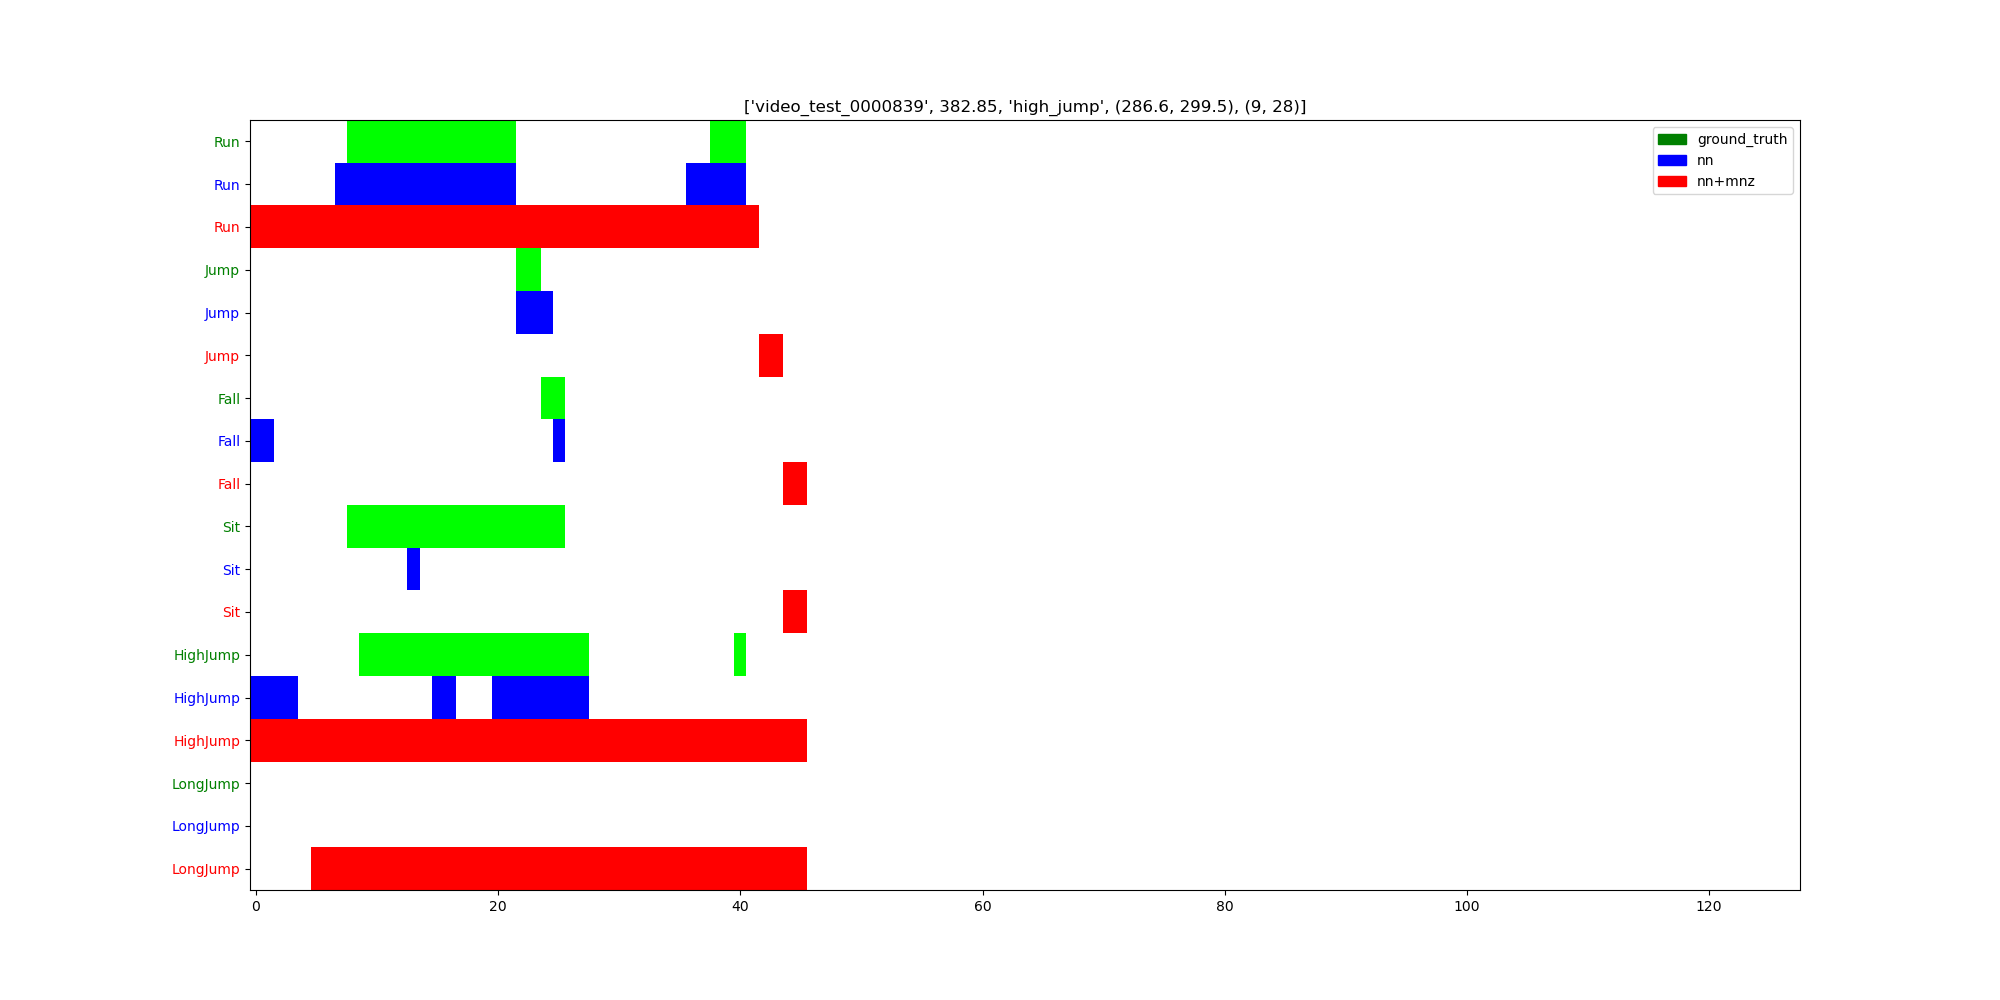 ['video_test_0000839', 382.85, 'high_jump', (286.6, 299.5), (9, 28)]
ground_truth
nn
nn+mnz
Run
Run
Run
Jump
Jump
Jump
Fall
Fall
Fall
Sit
Sit
Sit
HighJump
HighJump
HighJump
LongJump
LongJump
LongJump
0 20 40 60 80 100 120